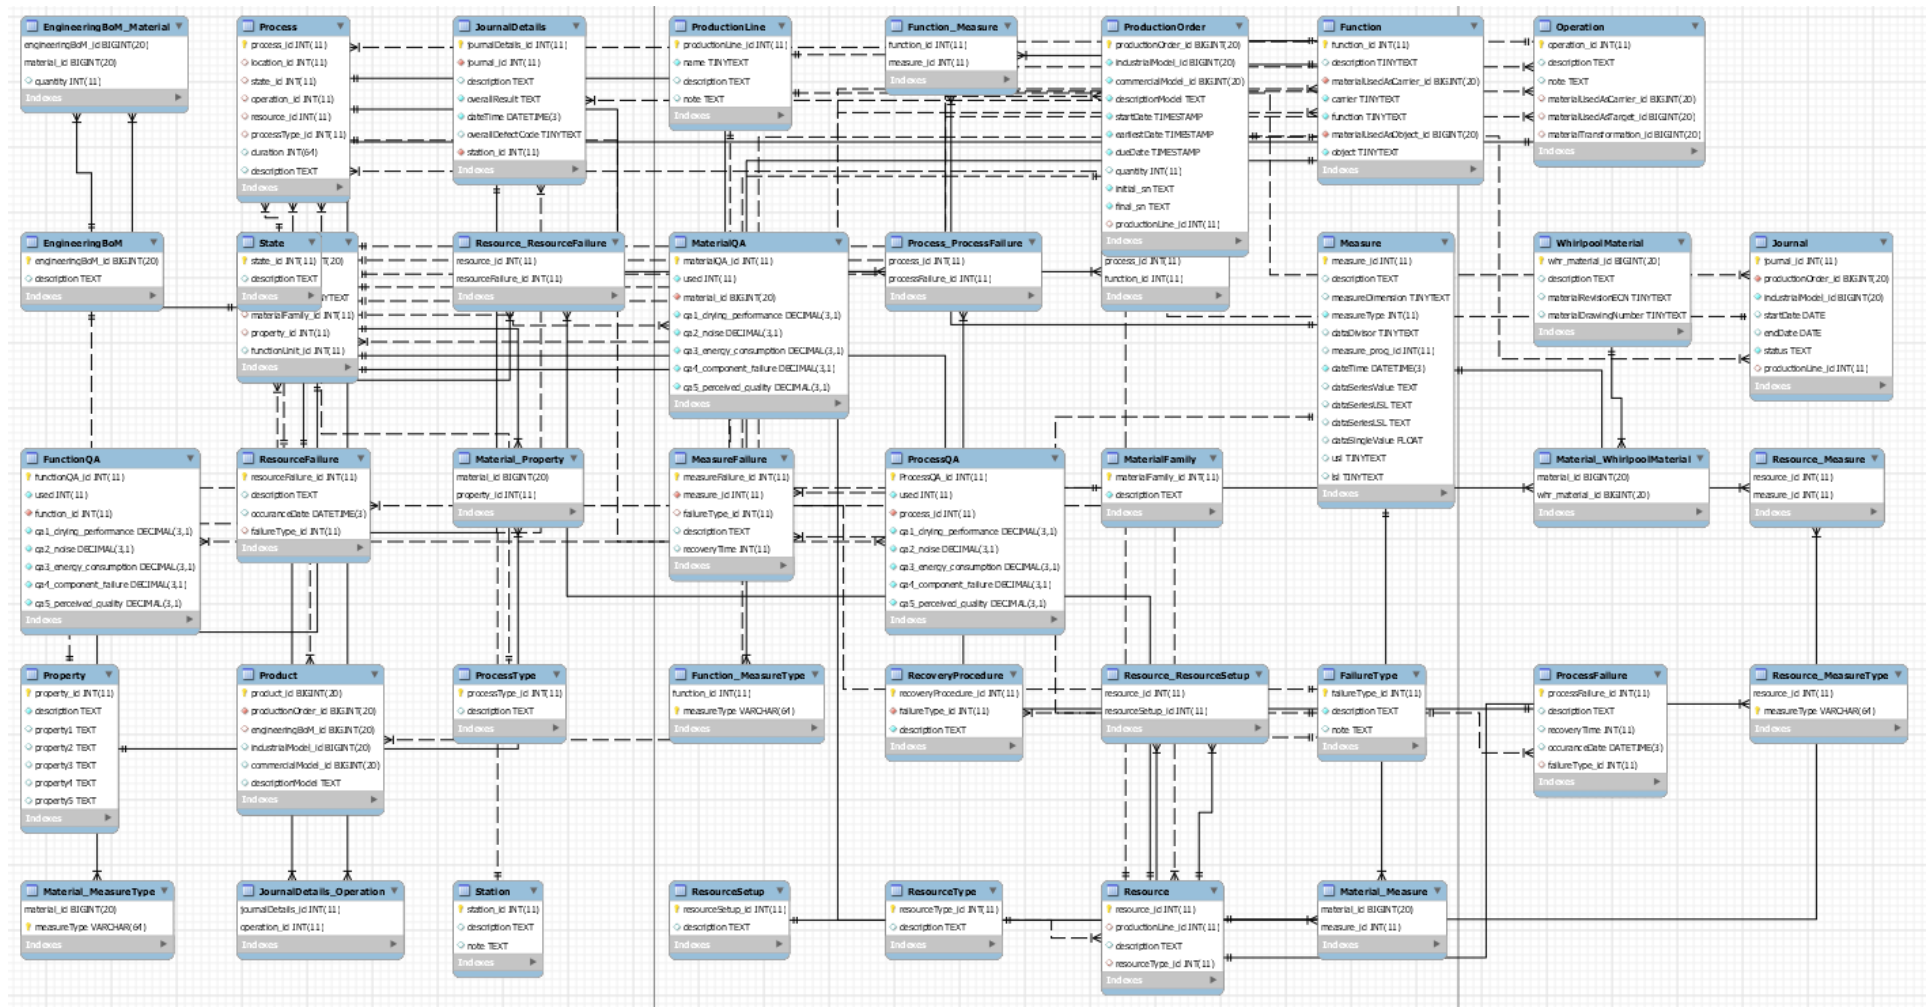 EngineeringBoM_Material
engineeringBoM_id BIGINT(20)
material_id BIGINT(20)
quantity INT(11)
Indexes
Process
process_id INT(11)
location_id INT(11)
state_id INT(11)
operation_id INT(11)
resource_id INT(11)
processType_id INT(11)
duration INT(64)
description TEXT
Indexes
JournalDetails
journalDetails_id INT(11)
journal_id INT(11)
description TEXT
overallResult TEXT
dateTime DATETIME(3)
overallDefectCode TINYTEXT
station_id INT(11)
Indexes
ProductionLine
productionLine_id INT(11)
name TINYTEXT
description TEXT
note TEXT
Indexes
Function_Measure
function_id INT(11)
measure_id INT(11)
Indexes
ProductionOrder
productionOrder_id BIGINT(20)
industrialModel_id BIGINT(20)
commercialModel_id BIGINT(20)
descriptionModel TEXT
startDate TIMESTAMP
earliestDate TIMESTAMP
dueDate TIMESTAMP
quantity INT(11)
initial_sn TEXT
final_sn TEXT
productionLine_id INT(11)
Indexes
Function
function_id INT(11)
description TINYTEXT
materialUsedAsCarrier_id BIGINT(20)
carrier TINYTEXT
function TINYTEXT
materialUsedAsObject_id BIGINT(20)
object TINYTEXT
Indexes
Operation
operation_id INT(11)
description TEXT
note TEXT
materialUsedAsCarrier_id BIGINT(20)
materialUsedAsTarget_id BIGINT(20)
materialTransformation_id BIGINT(20)
Indexes
EngineeringBoM
engineeringBoM_id BIGINT(20)
description TEXT
Indexes
State
state_id INT(11)
description TEXT
Indexes
T(20)
NYTEXT
materialFamily_id INT(11)
property_id INT(11)
functionUnit_id INT(11)
Indexes
Resource_ResourceFailure
resource_id INT(11)
resourceFailure_id INT(11)
Indexes
MaterialQA
materialQA_id INT(11)
used INT(11)
material_id BIGINT(20)
qa1_drying_performance DECIMAL(3,1)
qa2_noise DECIMAL(3,1)
qa3_energy_consumption DECIMAL(3,1)
qa4_component_failure DECIMAL(3,1)
qa5_perceived_quality DECIMAL(3,1)
Indexes
Process_ProcessFailure
process_id INT(11)
processFailure_id INT(11)
Indexes
process_id INT(11)
function_id INT(11)
Indexes
Measure
measure_id INT(11)
description TEXT
measureDimension TINYTEXT
measureType INT(11)
dataDivisor TINYTEXT
measure_prog_id INT(11)
dateTime DATETIME(3)
dataSeriesValue TEXT
dataSeriesUSL TEXT
dataSeriesLSL TEXT
dataSingleValue FLOAT
usl TINYTEXT
lsl TINYTEXT
Indexes
WhirlpoolMaterial
whr_material_id BIGINT(20)
description TEXT
materialRevisionECN TINYTEXT
materialDrawingNumber TINYTEXT
Indexes
Journal
journal_id INT(11)
productionOrder_id BIGINT(20)
industrialModel_id BIGINT(20)
startDate DATE
endDate DATE
status TEXT
productionLine_id INT(11)
Indexes
FunctionQA
functionQA_id INT(11)
used INT(11)
function_id INT(11)
qa1_drying_performance DECIMAL(3,1)
qa2_noise DECIMAL(3,1)
qa3_energy_consumption DECIMAL(3,1)
qa4_component_failure DECIMAL(3,1)
qa5_perceived_quality DECIMAL(3,1)
Indexes
ResourceFailure
resourceFailure_id INT(11)
description TEXT
occuranceDate DATETIME(3)
failureType_id INT(11)
Indexes
Material_Property
material_id BIGINT(20)
property_id INT(11)
Indexes
MeasureFailure
measureFailure_id INT(11)
measure_id INT(11)
failureType_id INT(11)
description TEXT
recoveryTime INT(11)
Indexes
ProcessQA
ProcessQA_id INT(11)
used INT(11)
process_id INT(11)
qa1_drying_performance DECIMAL(3,1)
qa2_noise DECIMAL(3,1)
qa3_energy_consumption DECIMAL(3,1)
qa4_component_failure DECIMAL(3,1)
qa5_perceived_quality DECIMAL(3,1)
Indexes
MaterialFamily
materialFamily_id INT(11)
description TEXT
Indexes
Material_WhirlpoolMaterial
material_id BIGINT(20)
whr_material_id BIGINT(20)
Indexes
Resource_Measure
resource_id INT(11)
measure_id INT(11)
Indexes
Property
property_id INT(11)
description TEXT
property1 TEXT
property2 TEXT
property3 TEXT
property4 TEXT
property5 TEXT
Indexes
Product
product_id BIGINT(20)
productionOrder_id BIGINT(20)
engineeringBoM_id BIGINT(20)
industrialModel_id BIGINT(20)
commercialModel_id BIGINT(20)
descriptionModel TEXT
Indexes
ProcessType
processType_id INT(11)
description TEXT
Indexes
Function_MeasureType
function_id INT(11)
measureType VARCHAR(64)
Indexes
RecoveryProcedure
recoveryProcedure_id INT(11)
failureType_id INT(11)
description TEXT
Indexes
Resource_ResourceSetup
resource_id INT(11)
resourceSetup_id INT(11)
Indexes
FailureType
failureType_id INT(11)
description TEXT
note TEXT
Indexes
ProcessFailure
processFailure_id INT(11)
description TEXT
recoveryTime INT(11)
occuranceDate DATETIME(3)
failureType_id INT(11)
Indexes
Resource_MeasureType
resource_id INT(11)
measureType VARCHAR(64)
Indexes
Material_MeasureType
material_id BIGINT(20)
measureType VARCHAR(64)
Indexes
JournalDetails_Operation
journalDetails_id INT(11)
operation_id INT(11)
Indexes
Station
station_id INT(11)
description TEXT
note TEXT
Indexes
ResourceSetup
resourceSetup_id INT(11)
description TEXT
Indexes
ResourceType
resourceType_id INT(11)
description TEXT
Indexes
Resource
resource_id INT(11)
productionLine_id INT(11)
description TEXT
resourceType_id INT(11)
Indexes
Material_Measure
material_id BIGINT(20)
measure_id INT(11)
Indexes